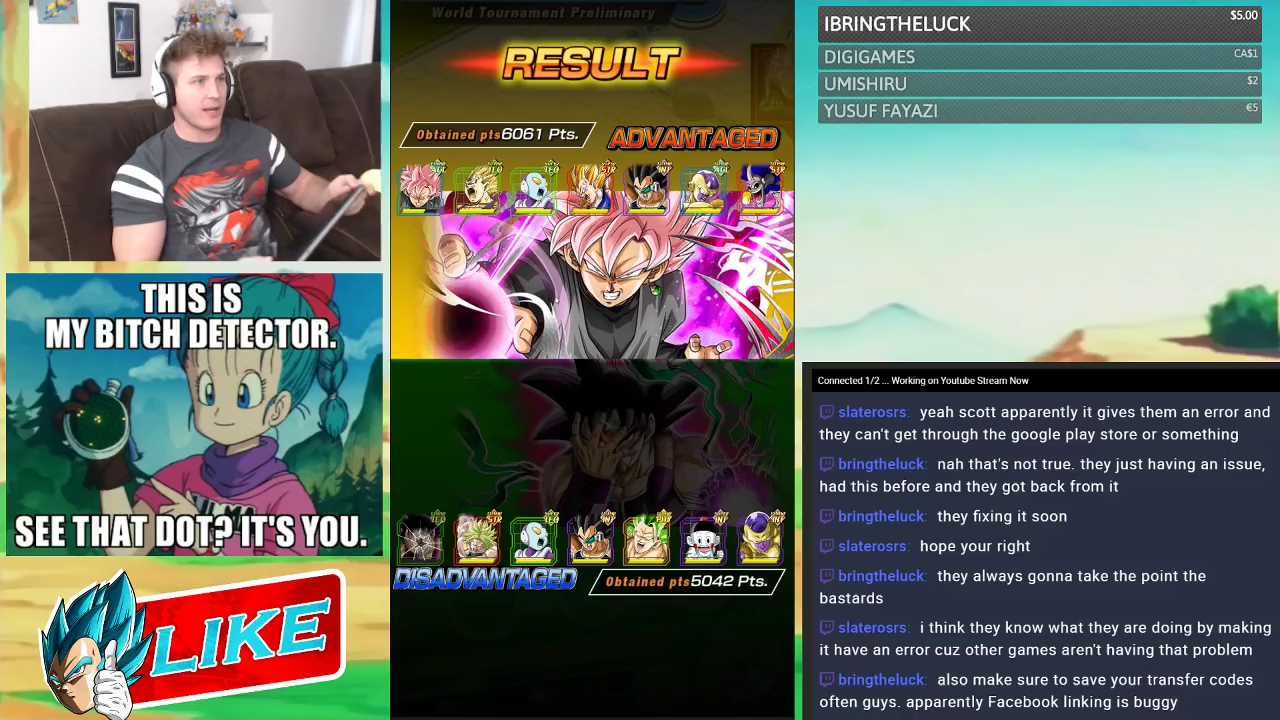 World Tournament Preliminary
RESULT
Obtained pts6061 Pts.
ADVANTAGED
DISADVANTAGED
Obtained pts5042 Pts.
THIS IS
MY BITCH DETECTOR.
SEE THAT DOT? IT'S YOU.
LIKE
IBRINGTHELUCK $5.00
DIGIGAMES CA$1
UMISHIRU $2
YUSUF FAYAZI €5
Connected 1/2 ... Working on Youtube Stream Now
slaterosrs: yeah scott apparently it gives them an error and
they can't get through the google play store or something
bringtheluck: nah that's not true. they just having an issue,
had this before and they got back from it
bringtheluck: they fixing it soon
slaterosrs: hope your right
bringtheluck: they always gonna take the point the
bastards
slaterosrs: i think they know what they are doing by making
it have an error cuz other games aren't having that problem
bringtheluck: also make sure to save your transfer codes
often guys. apparently Facebook linking is buggy